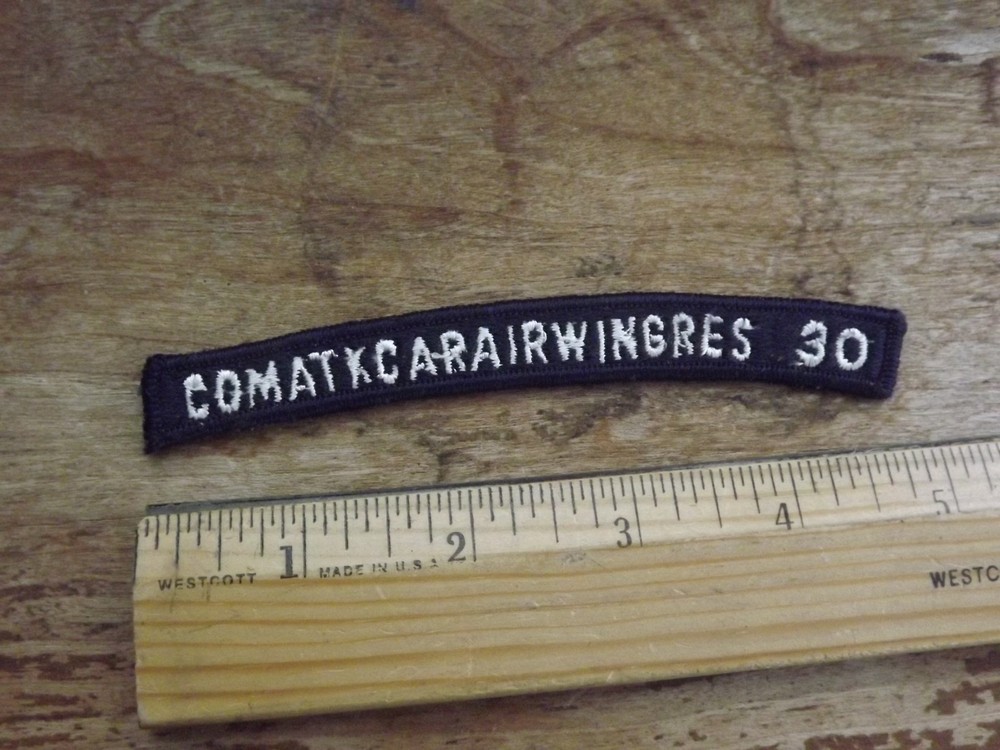 COMATKCARAIRWINGRES 30
1 2 3 4 5
WESTCOTT MADE IN U.S.A. WESTC